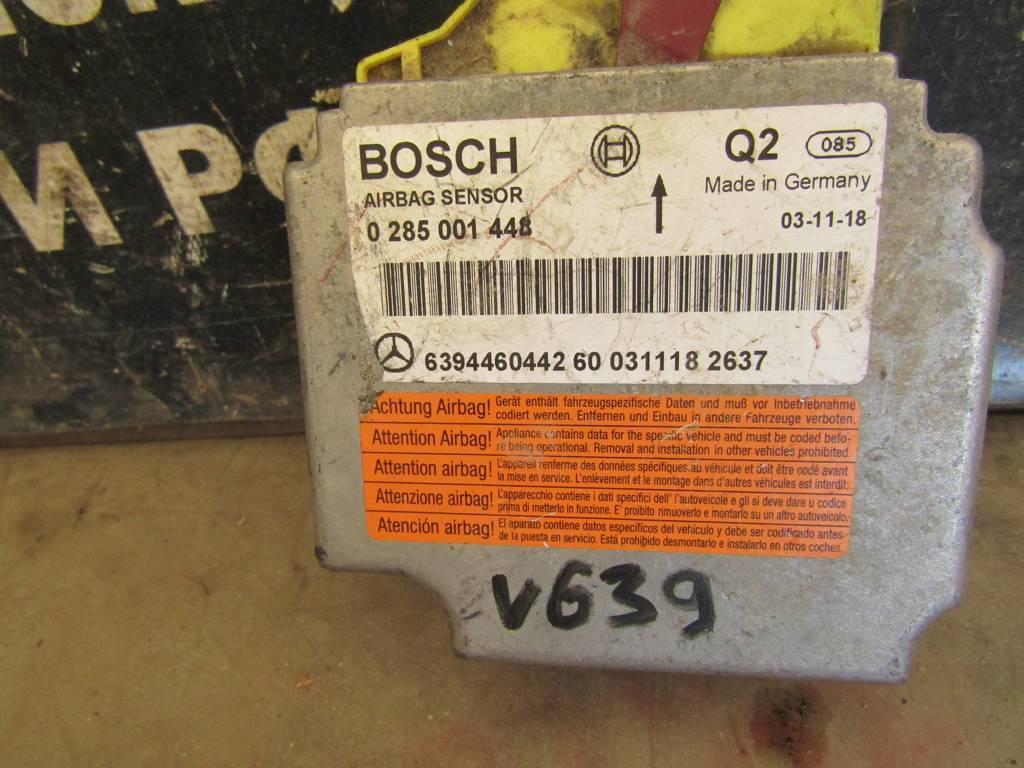 M PO
BOSCH
Q2 085
AIRBAG SENSOR
Made in Germany
0 285 001 448
03-11-18
6394460442 60 031118 2637
Achtung Airbag! Gerät enthält fahrzeugspezifische Daten und muß vor Inbetriebnahme
codiert werden. Entfernen und Einbau in andere Fahrzeuge verboten.
Attention Airbag! Appliance contains data for the specific vehicle and must be coded befo-
re being operational. Removal and installation in other vehicles prohibited.
Attention airbag! L'appareil renferme des données spécifiques au véhicule et doit être codé avant
la mise en service. L'enlèvement et le montage dans d'autres véhicules est interdit.
Attenzione airbag! L'apparecchio contiene i dati specifici dell' l'autoveicolo e gli si deve dare u codice
prima di metterlo in funzione. E' proibito rimuoverlo e montarlo su un altro autoveicolo.
Atención airbag! El aparato contiene datos especificos del vehículo y debe ser codificado antes
de la puesta en servicio. Está prohibido desmontarlo e instalarlo en otros coches.
V639